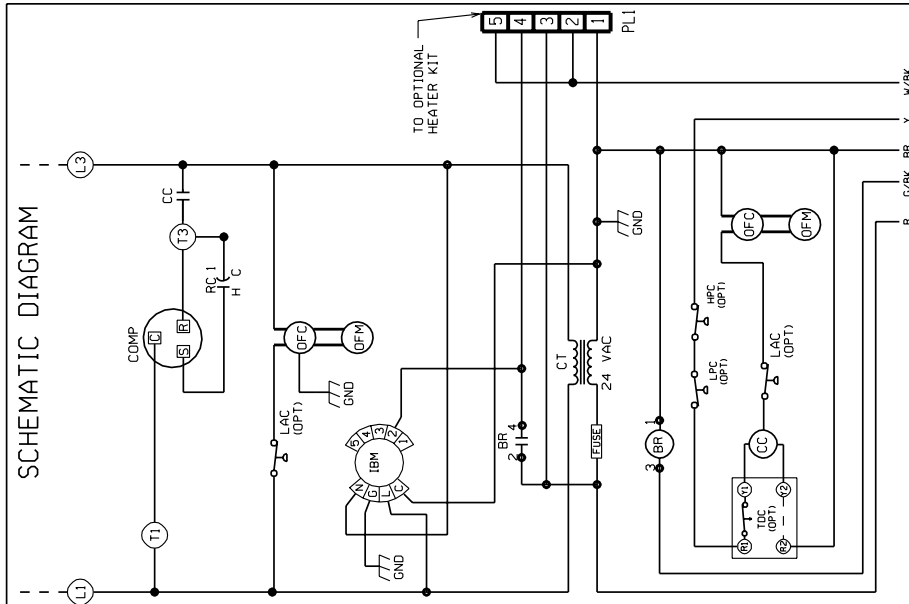 SCHEMATIC DIAGRAM
L3
CC
T3
RC 1
H C
COMP
C
R
S
T1
L1
OFC
OFM
GND
LAC
(OPT)
TO OPTIONAL
HEATER KIT
5 4 3 2 1
PL1
IBM
5 4 3 2 1
N G L C
GND
BR
2 4
CT
24 VAC
FUSE
GND
BR
1
3
HPC
(OPT)
LPC
(OPT)
OFC
OFM
LAC
(OPT)
CC
Y1
Y2
TDC
(OPT)
R1
R2
W/BK
Y
BR
G/BK
R